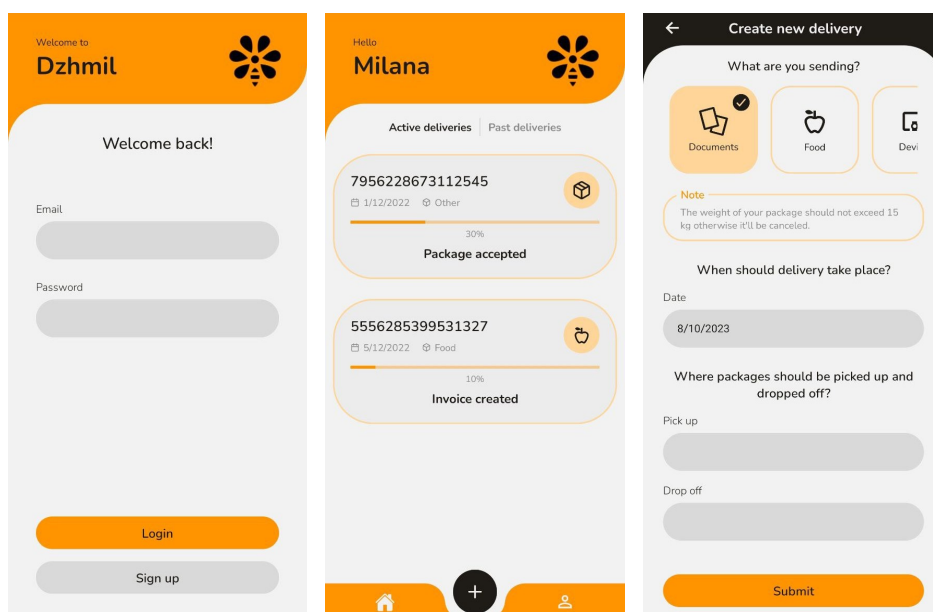 Welcome to
Dzhmil
Welcome back!
Email
Password
Login
Sign up
Hello
Milana
Active deliveries
Past deliveries
7956228673112545
1/12/2022
Other
30%
Package accepted
5556285399531327
5/12/2022
Food
10%
Invoice created
Create new delivery
What are you sending?
Documents
Food
Devi
Note
The weight of your package should not exceed 15
kg otherwise it'll be canceled.
When should delivery take place?
Date
8/10/2023
Where packages should be picked up and
dropped off?
Pick up
Drop off
Submit